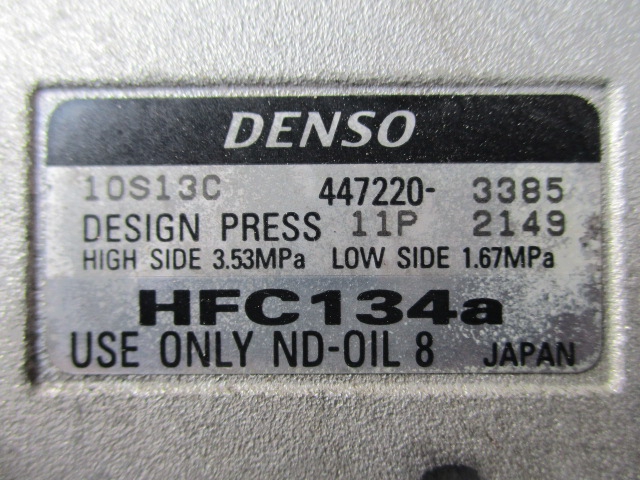 DENSO
10S13C 447220- 3385
DESIGN PRESS 11P 2149
HIGH SIDE 3.53MPa LOW SIDE 1.67MPa
HFC134a
USE ONLY ND-OIL 8 JAPAN